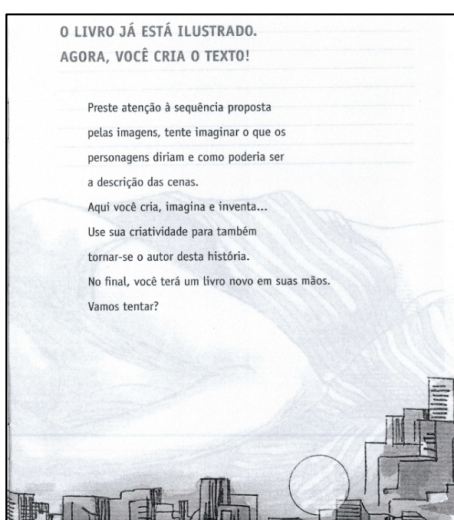 O LIVRO JÁ ESTÁ ILUSTRADO.
AGORA, VOCÊ CRIA O TEXTO!
Preste atenção à sequência proposta
pelas imagens, tente imaginar o que os
personagens diriam e como poderia ser
a descrição das cenas.
Aqui você cria, imagina e inventa...
Use sua criatividade para também
tornar-se o autor desta história.
No final, você terá um livro novo em suas mãos.
Vamos tentar?